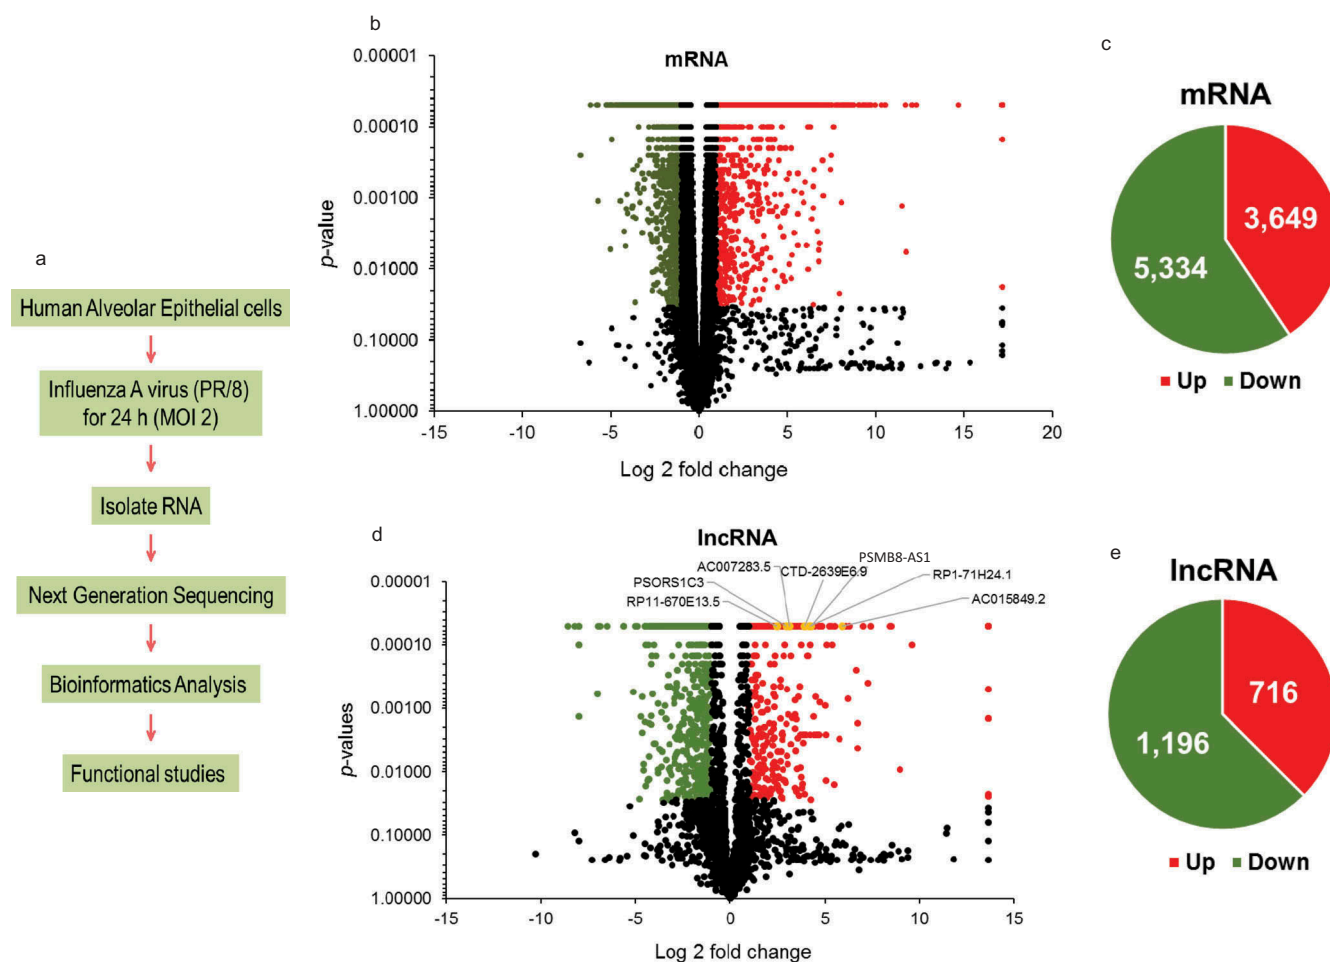 a
Human Alveolar Epithelial cells
Influenza A virus (PR/8)
for 24 h (MOI 2)
Isolate RNA
Next Generation Sequencing
Bioinformatics Analysis
Functional studies
b
mRNA
p-value
0.00001
0.00010
0.00100
0.01000
0.10000
1.00000
-15 -10 -5 0 5 10 15 20
Log 2 fold change
c
mRNA
3,649
5,334
Up Down
d
lncRNA
AC007283.5
CTD-2639E6.9
PSMB8-AS1
PSORS1C3
RP1-71H24.1
RP11-670E13.5
AC015849.2
p-values
0.00001
0.00010
0.00100
0.01000
0.10000
1.00000
-15 -10 -5 0 5 10 15
Log 2 fold change
e
lncRNA
716
1,196
Up Down